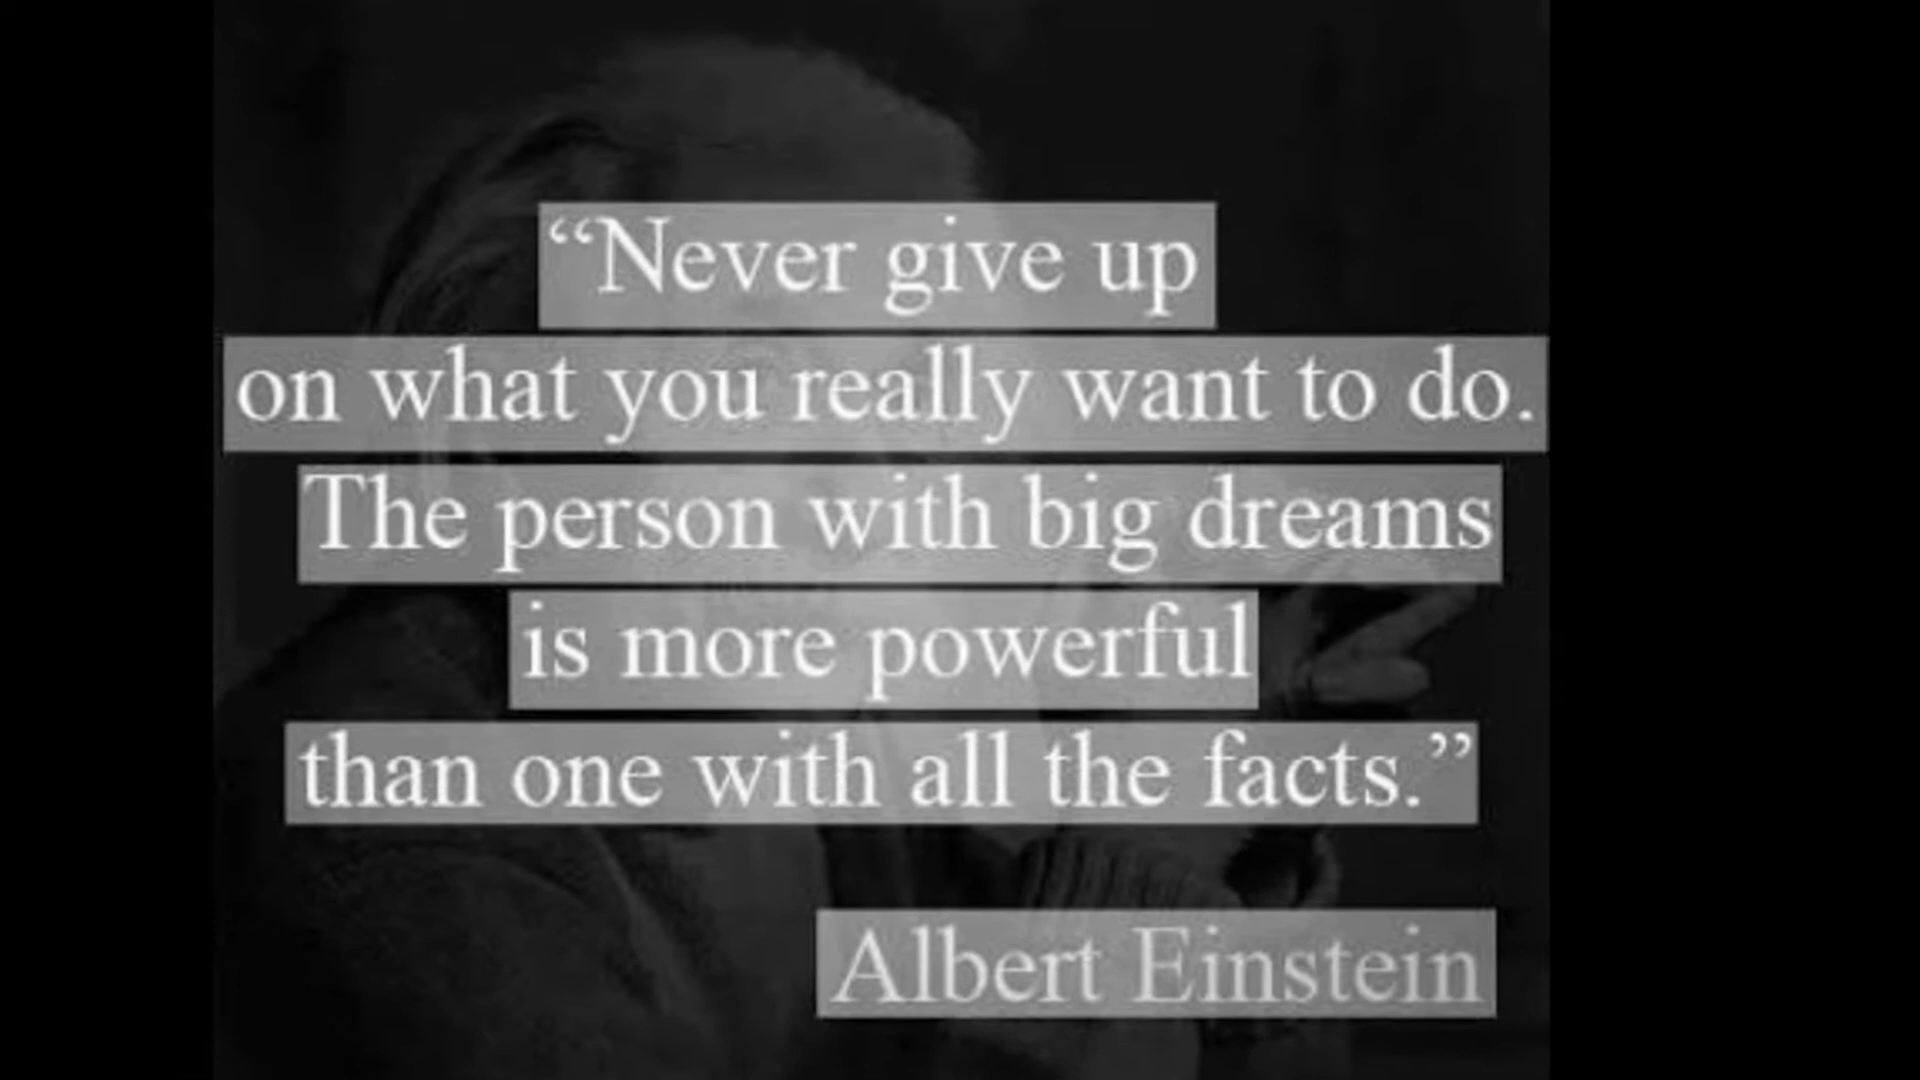 “Never give up
on what you really want to do.
The person with big dreams
is more powerful
than one with all the facts.”
Albert Einstein